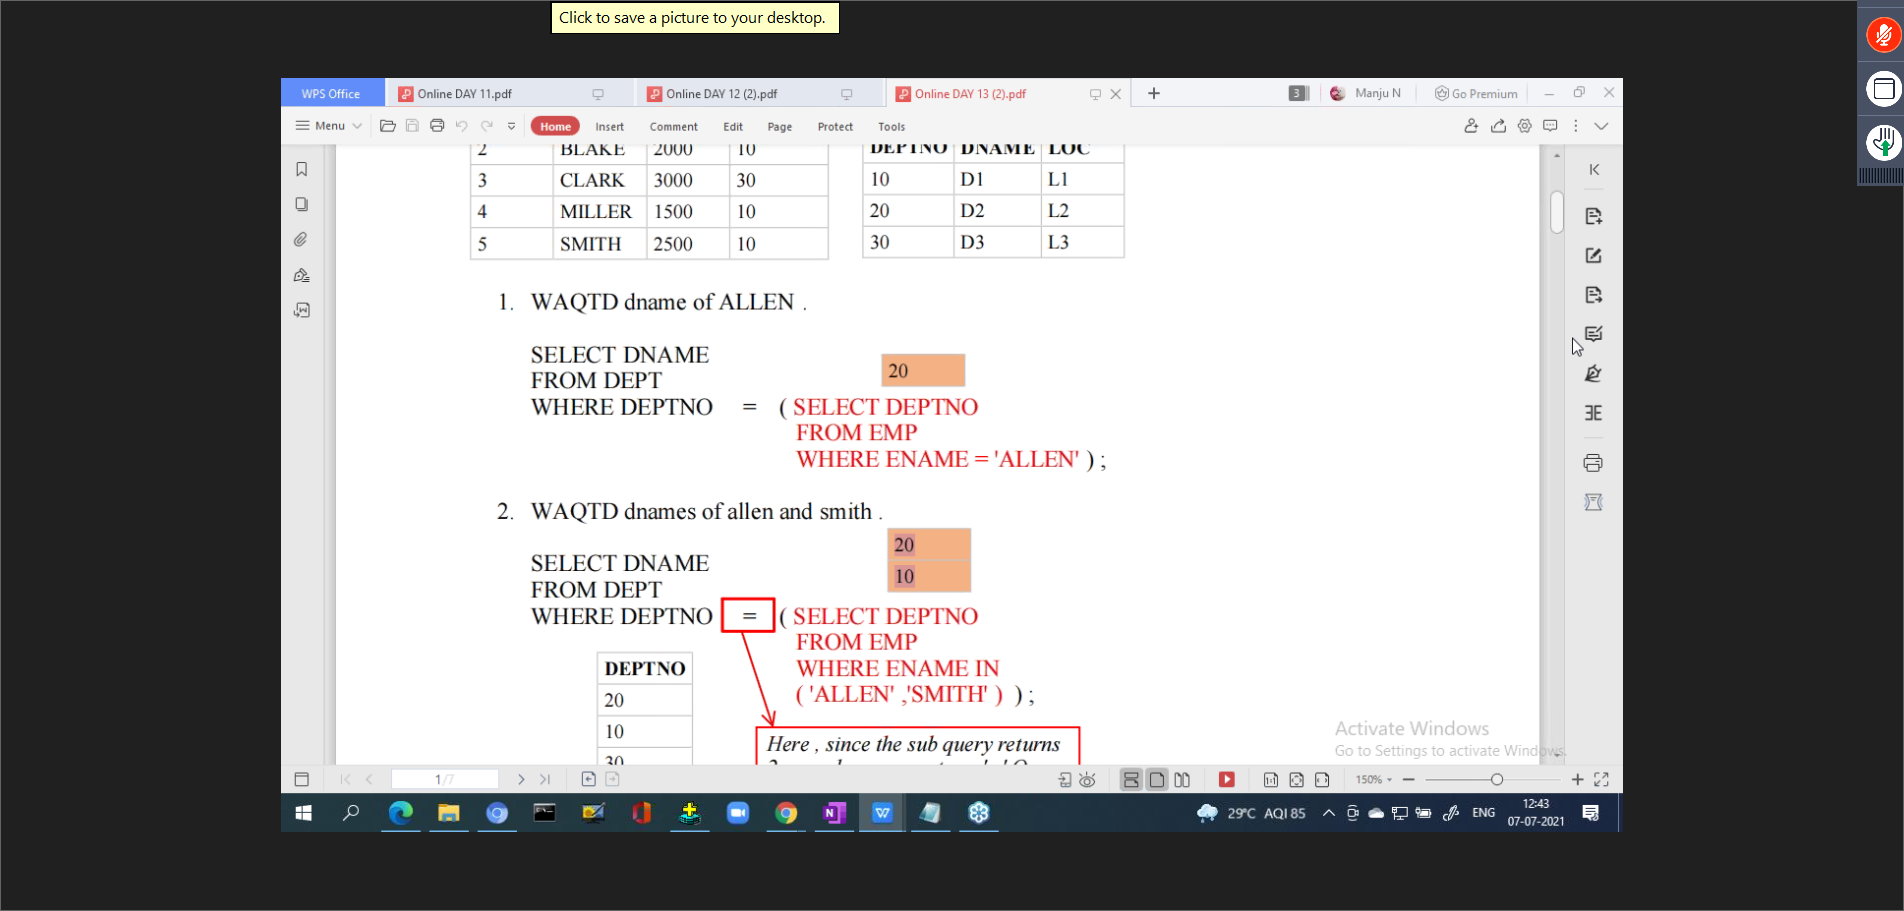 Click to save a picture to your desktop.
WPS Office
Online DAY 11.pdf
Online DAY 12 (2).pdf
Online DAY 13 (2).pdf
3
Manju N
Go Premium
Menu
Home
Insert
Comment
Edit
Page
Protect
Tools
2 BLAKE 2000 10
3 CLARK 3000 30
4 MILLER 1500 10
5 SMITH 2500 10
DEPTNO DNAME LOC
10 D1 L1
20 D2 L2
30 D3 L3
1. WAQTD dname of ALLEN .
SELECT DNAME
FROM DEPT
20
WHERE DEPTNO = ( SELECT DEPTNO
FROM EMP
WHERE ENAME = 'ALLEN' ) ;
2. WAQTD dnames of allen and smith .
20
10
SELECT DNAME
FROM DEPT
WHERE DEPTNO = ( SELECT DEPTNO
FROM EMP
WHERE ENAME IN
( 'ALLEN' ,'SMITH' ) ) ;
DEPTNO
20
10
30
Here , since the sub query returns
Activate Windows
Go to Settings to activate Windows.
1/7
150%
29°C AQI 85
ENG
12:43
07-07-2021